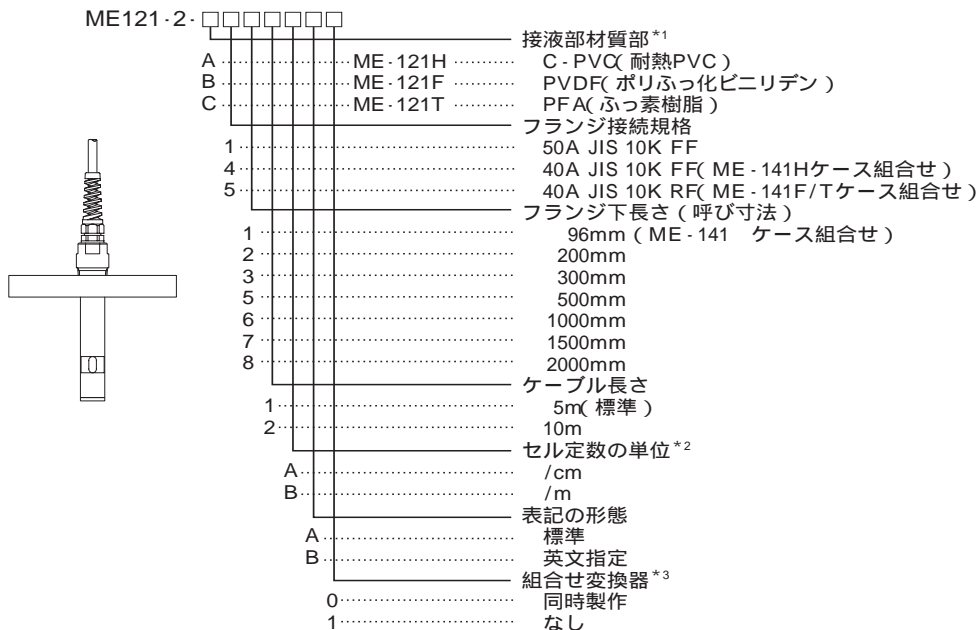 ME121-2-□□□□□□□
接液部材質部*1
A ME-121H C-PVC(耐熱PVC)
B ME-121F PVDF(ポリふっ化ビニリデン)
C ME-121T PFA(ふっ素樹脂)
フランジ接続規格
1 50A JIS 10K FF
4 40A JIS 10K FF(ME-141Hケース組合せ)
5 40A JIS 10K RF(ME-141F/Tケース組合せ)
フランジ下長さ(呼び寸法)
1 96mm(ME-141 ケース組合せ)
2 200mm
3 300mm
5 500mm
6 1000mm
7 1500mm
8 2000mm
ケーブル長さ
1 5m(標準)
2 10m
セル定数の単位*2
A /cm
B /m
表記の形態
A 標準
B 英文指定
組合せ変換器*3
0 同時製作
1 なし